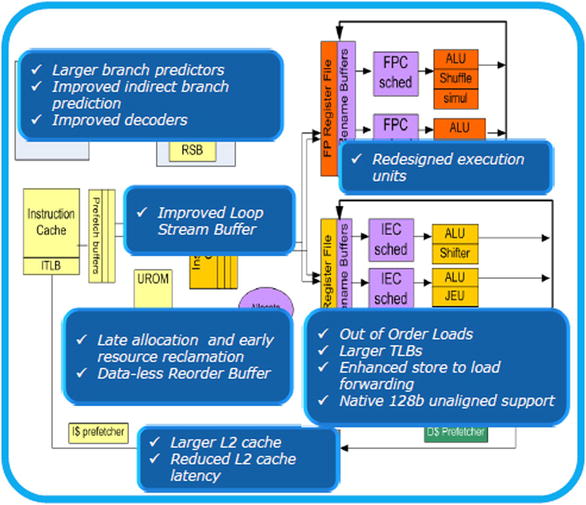 ✓ Larger branch predictors
✓ Improved indirect branch
prediction
✓ Improved decoders
RSB
FP Register File
Rename Buffers
FPC
sched
ALU
Shuffle
simul
FPC
sched
ALU
✓ Redesigned execution
units
Instruction
Cache
ITLB
Prefetch buffers
✓ Improved Loop
Stream Buffer
UROM
Register File
Rename Buffers
IEC
sched
ALU
Shifter
IEC
sched
ALU
JEU
✓ Late allocation and early
resource reclamation
✓ Data-less Reorder Buffer
✓ Out of Order Loads
✓ Larger TLBs
✓ Enhanced store to load
forwarding
✓ Native 128b unaligned support
I$ prefetcher
✓ Larger L2 cache
✓ Reduced L2 cache
latency
D$ Prefetcher